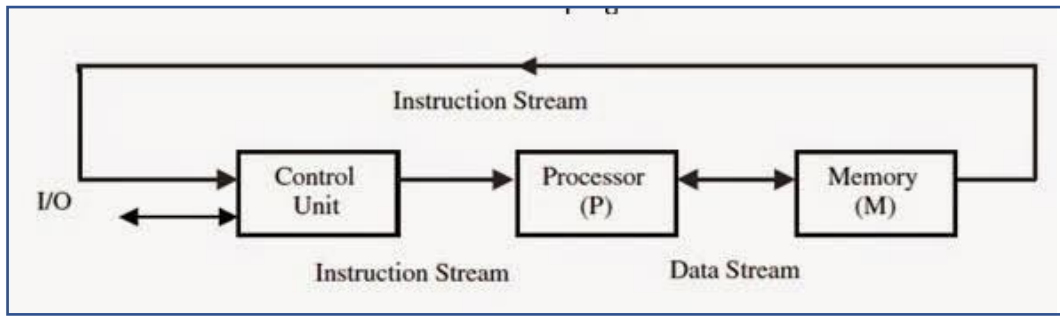 Instruction Stream
Control
Unit
Processor
(P)
Memory
(M)
I/O
Instruction Stream
Data Stream